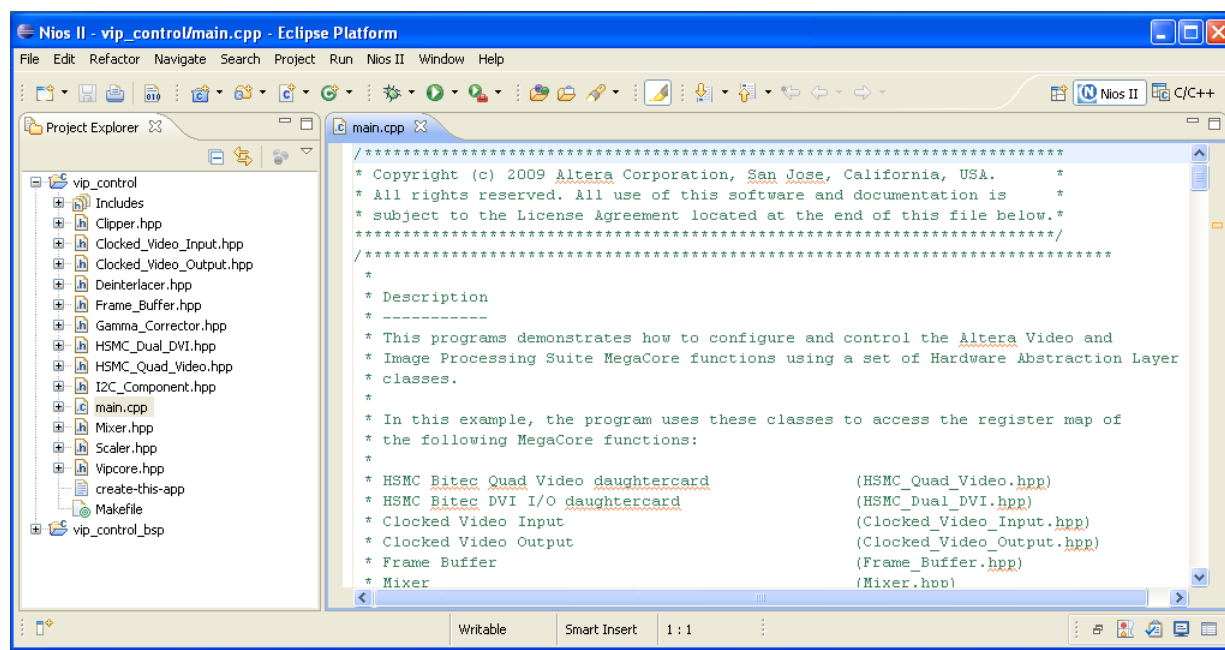 Nios II - vip_control/main.cpp - Eclipse Platform
File Edit Refactor Navigate Search Project Run Nios II Window Help
Nios II C/C++
Project Explorer
main.cpp
vip_control
Includes
Clipper.hpp
Clocked_Video_Input.hpp
Clocked_Video_Output.hpp
Deinterlacer.hpp
Frame_Buffer.hpp
Gamma_Corrector.hpp
HSMC_Dual_DVI.hpp
HSMC_Quad_Video.hpp
I2C_Component.hpp
main.cpp
Mixer.hpp
Scaler.hpp
Vipcore.hpp
create-this-app
Makefile
vip_control_bsp
/*************************************************************************
* Copyright (c) 2009 Altera Corporation, San Jose, California, USA. *
* All rights reserved. All use of this software and documentation is *
* subject to the License Agreement located at the end of this file below.*
*************************************************************************/
/******************************************************************************
*
* Description
* -----------
* This programs demonstrates how to configure and control the Altera Video and
* Image Processing Suite MegaCore functions using a set of Hardware Abstraction Layer
* classes.
*
* In this example, the program uses these classes to access the register map of
* the following MegaCore functions:
*
* HSMC Bitec Quad Video daughtercard (HSMC_Quad_Video.hpp)
* HSMC Bitec DVI I/O daughtercard (HSMC_Dual_DVI.hpp)
* Clocked Video Input (Clocked_Video_Input.hpp)
* Clocked Video Output (Clocked_Video_Output.hpp)
* Frame Buffer (Frame_Buffer.hpp)
* Mixer (Mixer.hpp)
Writable Smart Insert 1 : 1